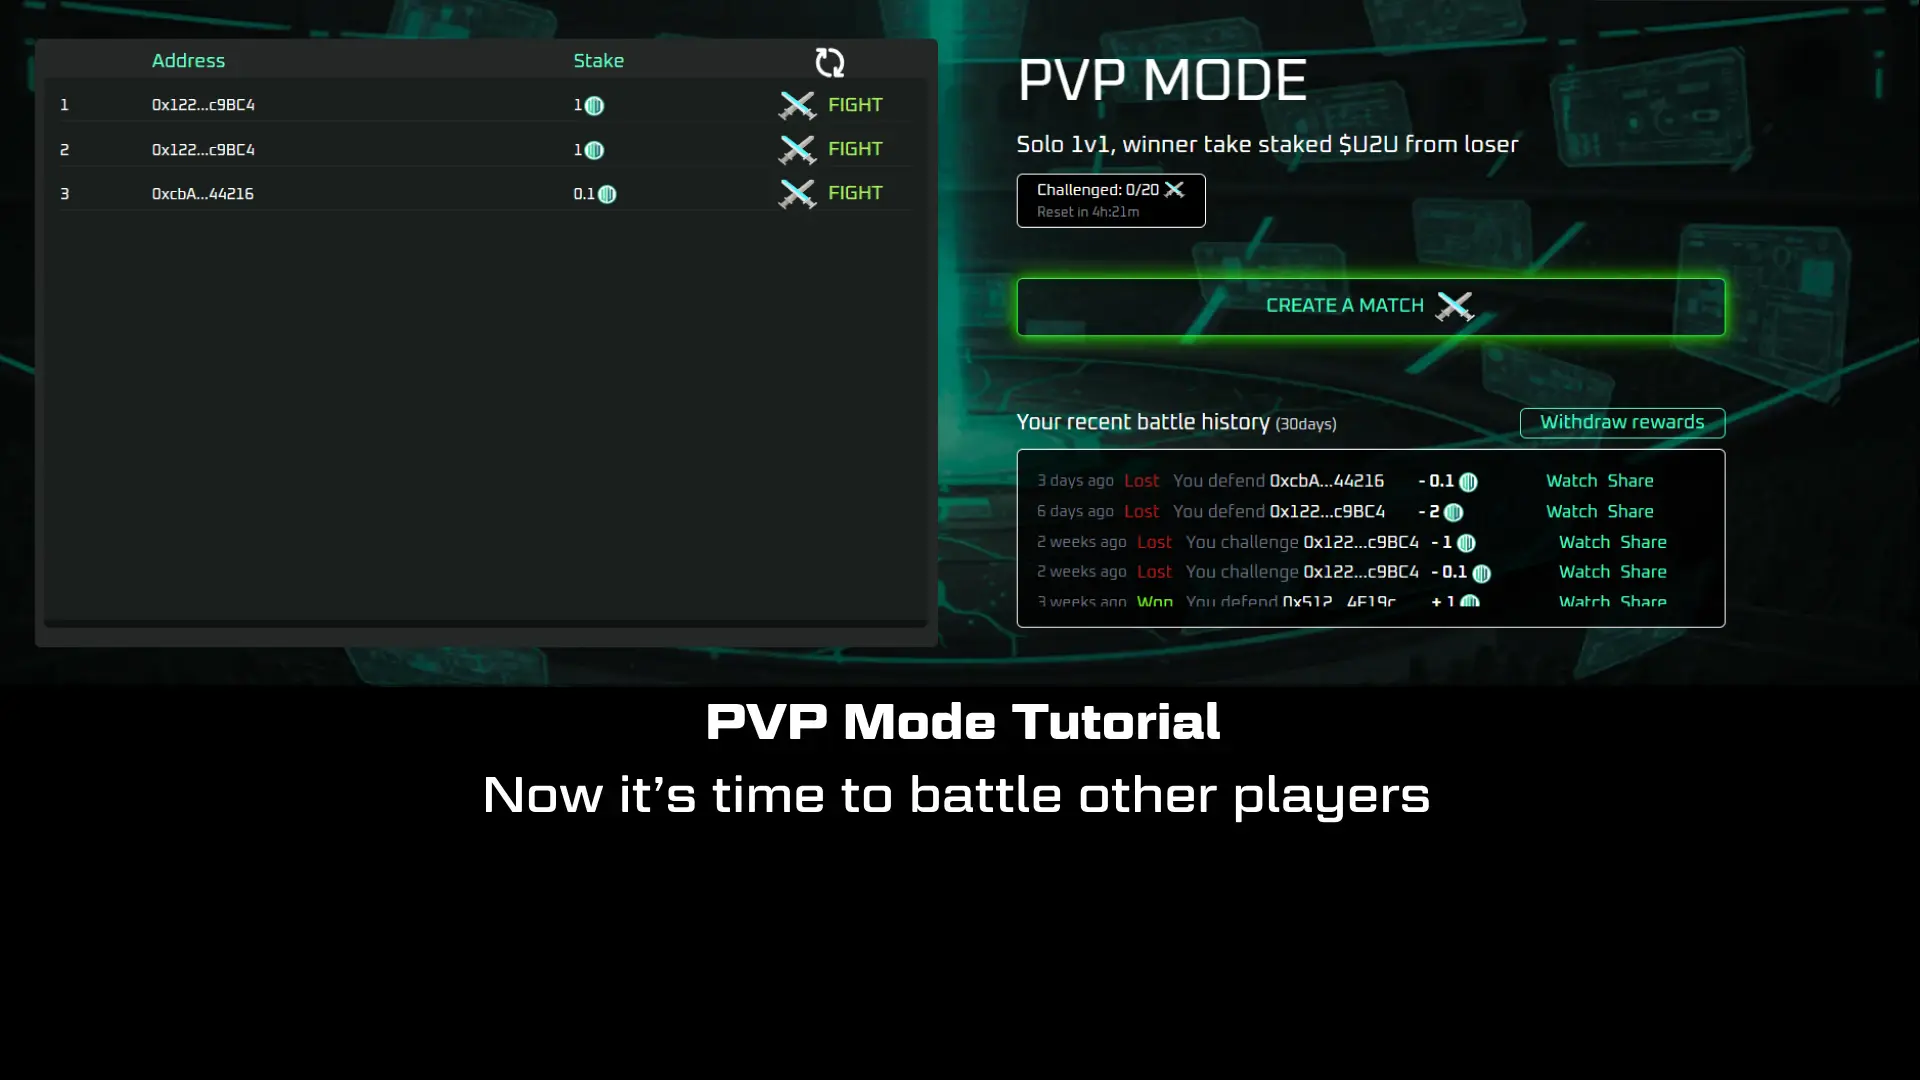 Address Stake
1 0x122...c9BC4 1 FIGHT
2 0x122...c9BC4 1 FIGHT
3 0xcbA...44216 0.1 FIGHT
PVP MODE
Solo 1v1, winner take staked $U2U from loser
Challenged: 0/20
Reset in 4h:21m
CREATE A MATCH
Your recent battle history (30days) Withdraw rewards
3 days ago Lost You defend 0xcbA...44216 - 0.1 Watch Share
6 days ago Lost You defend 0x122...c9BC4 - 2 Watch Share
2 weeks ago Lost You challenge 0x122...c9BC4 - 1 Watch Share
2 weeks ago Lost You challenge 0x122...c9BC4 - 0.1 Watch Share
3 weeks ago Won You defend 0x512...4F19c + 1 Watch Share
PVP Mode Tutorial
Now it's time to battle other players